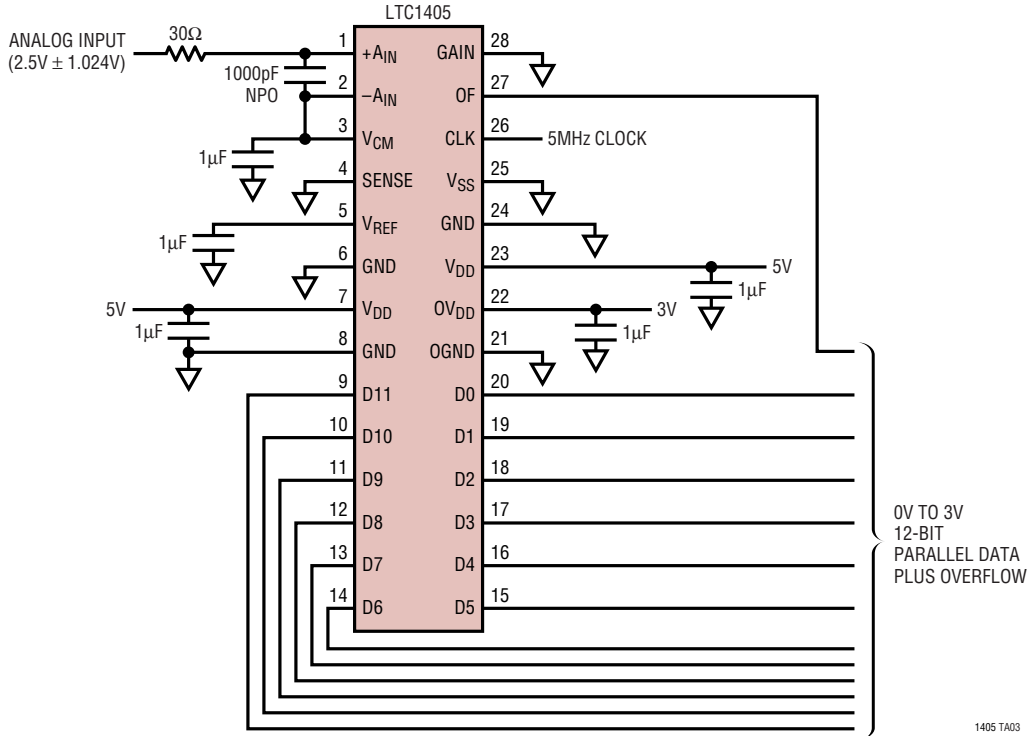 LTC1405
ANALOG INPUT
(2.5V ± 1.024V)
30Ω
1000pF
NPO
1µF
1µF
5V
1µF
1 +AIN
2 –AIN
3 VCM
4 SENSE
5 VREF
6 GND
7 VDD
8 GND
9 D11
10 D10
11 D9
12 D8
13 D7
14 D6
GAIN 28
OF 27
CLK 26 5MHz CLOCK
VSS 25
GND 24
VDD 23 5V
1µF
OVDD 22 3V
1µF
OGND 21
D0 20
D1 19
D2 18
D3 17
D4 16
D5 15
0V TO 3V
12-BIT
PARALLEL DATA
PLUS OVERFLOW
1405 TA03